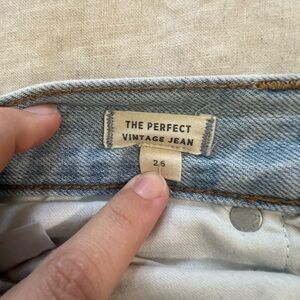 THE PERFECT
VINTAGE JEAN
26